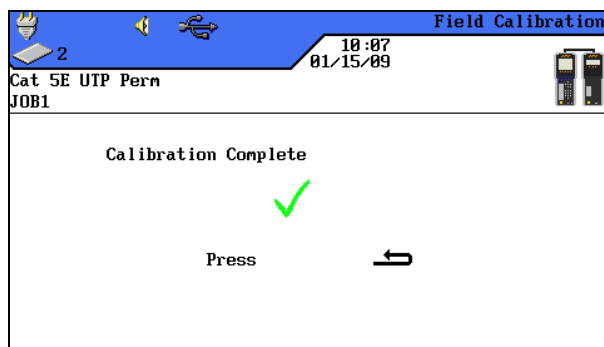 Field Calibration
2
10:07
01/15/09
Cat 5E UTP Perm
JOB1
Calibration Complete
Press